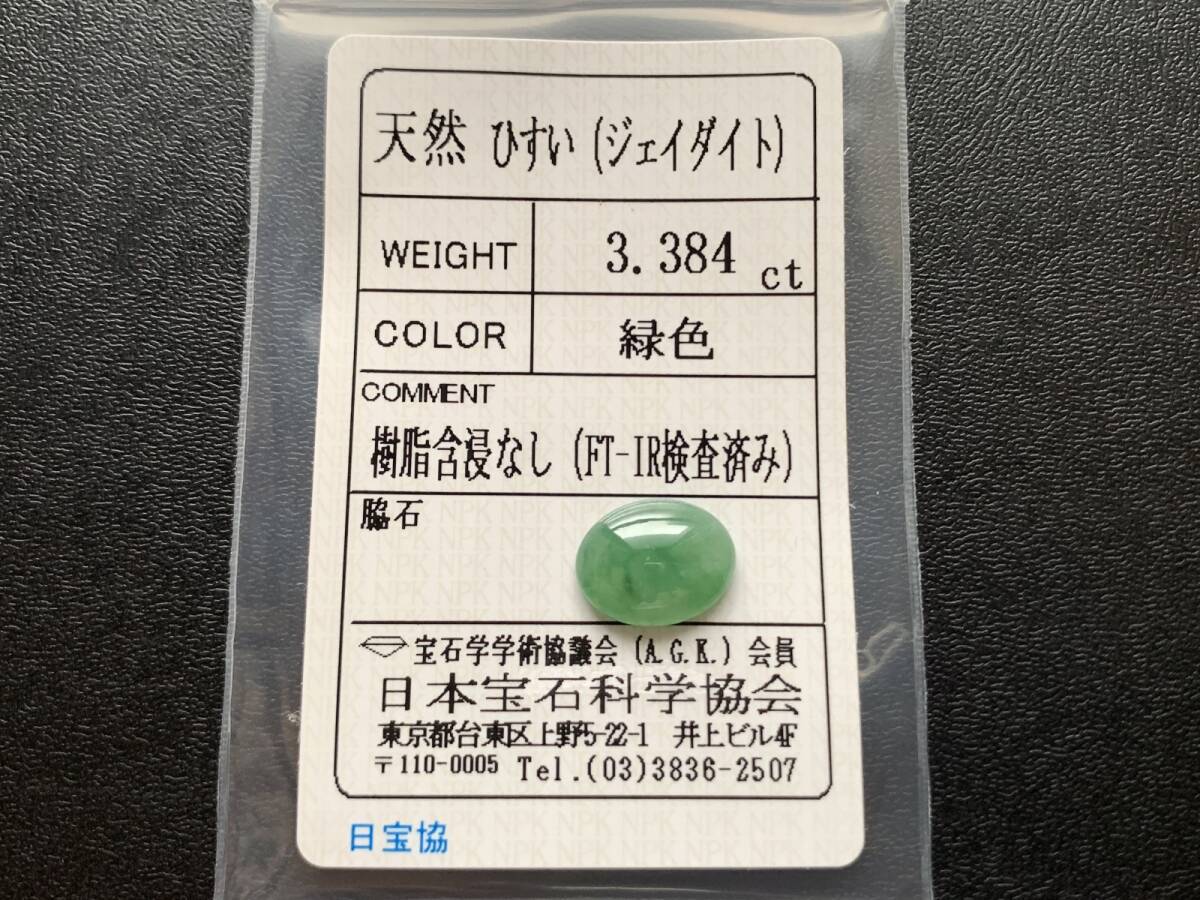 天然 ひすい (ジェイダイト)
WEIGHT 3.384 ct
COLOR 緑色
COMMENT
樹脂含浸なし (FT-IR検査済み)
脇石
宝石学学術協議会 (A.G.K.) 会員
日本宝石科学協会
東京都台東区上野5-22-1 井上ビル4F
〒110-0005 Tel.(03)3836-2507
日宝協